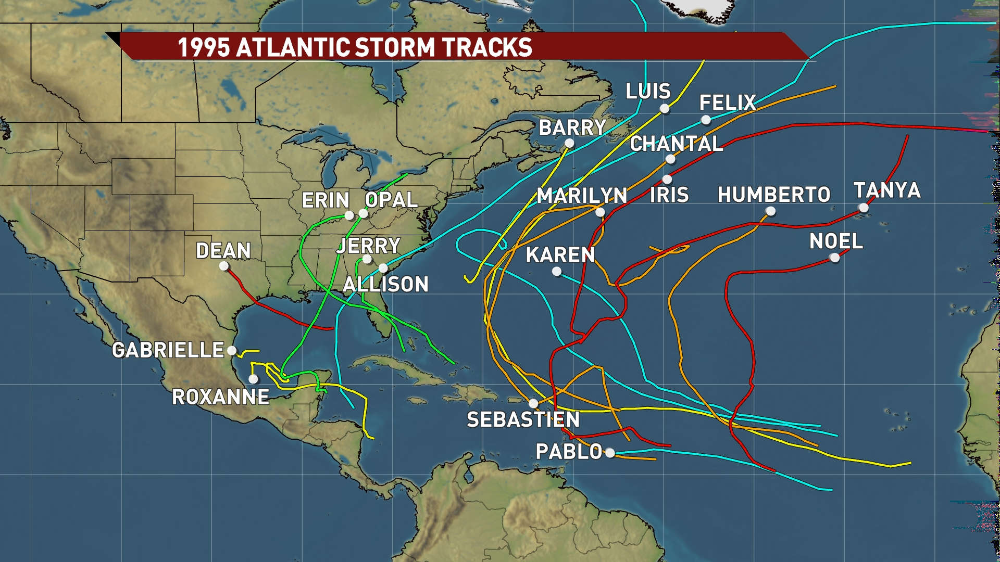 1995 ATLANTIC STORM TRACKS
LUIS
FELIX
BARRY
CHANTAL
MARILYN
IRIS
HUMBERTO
TANYA
ERIN
OPAL
NOEL
DEAN
JERRY
KAREN
ALLISON
GABRIELLE
ROXANNE
SEBASTIEN
PABLO